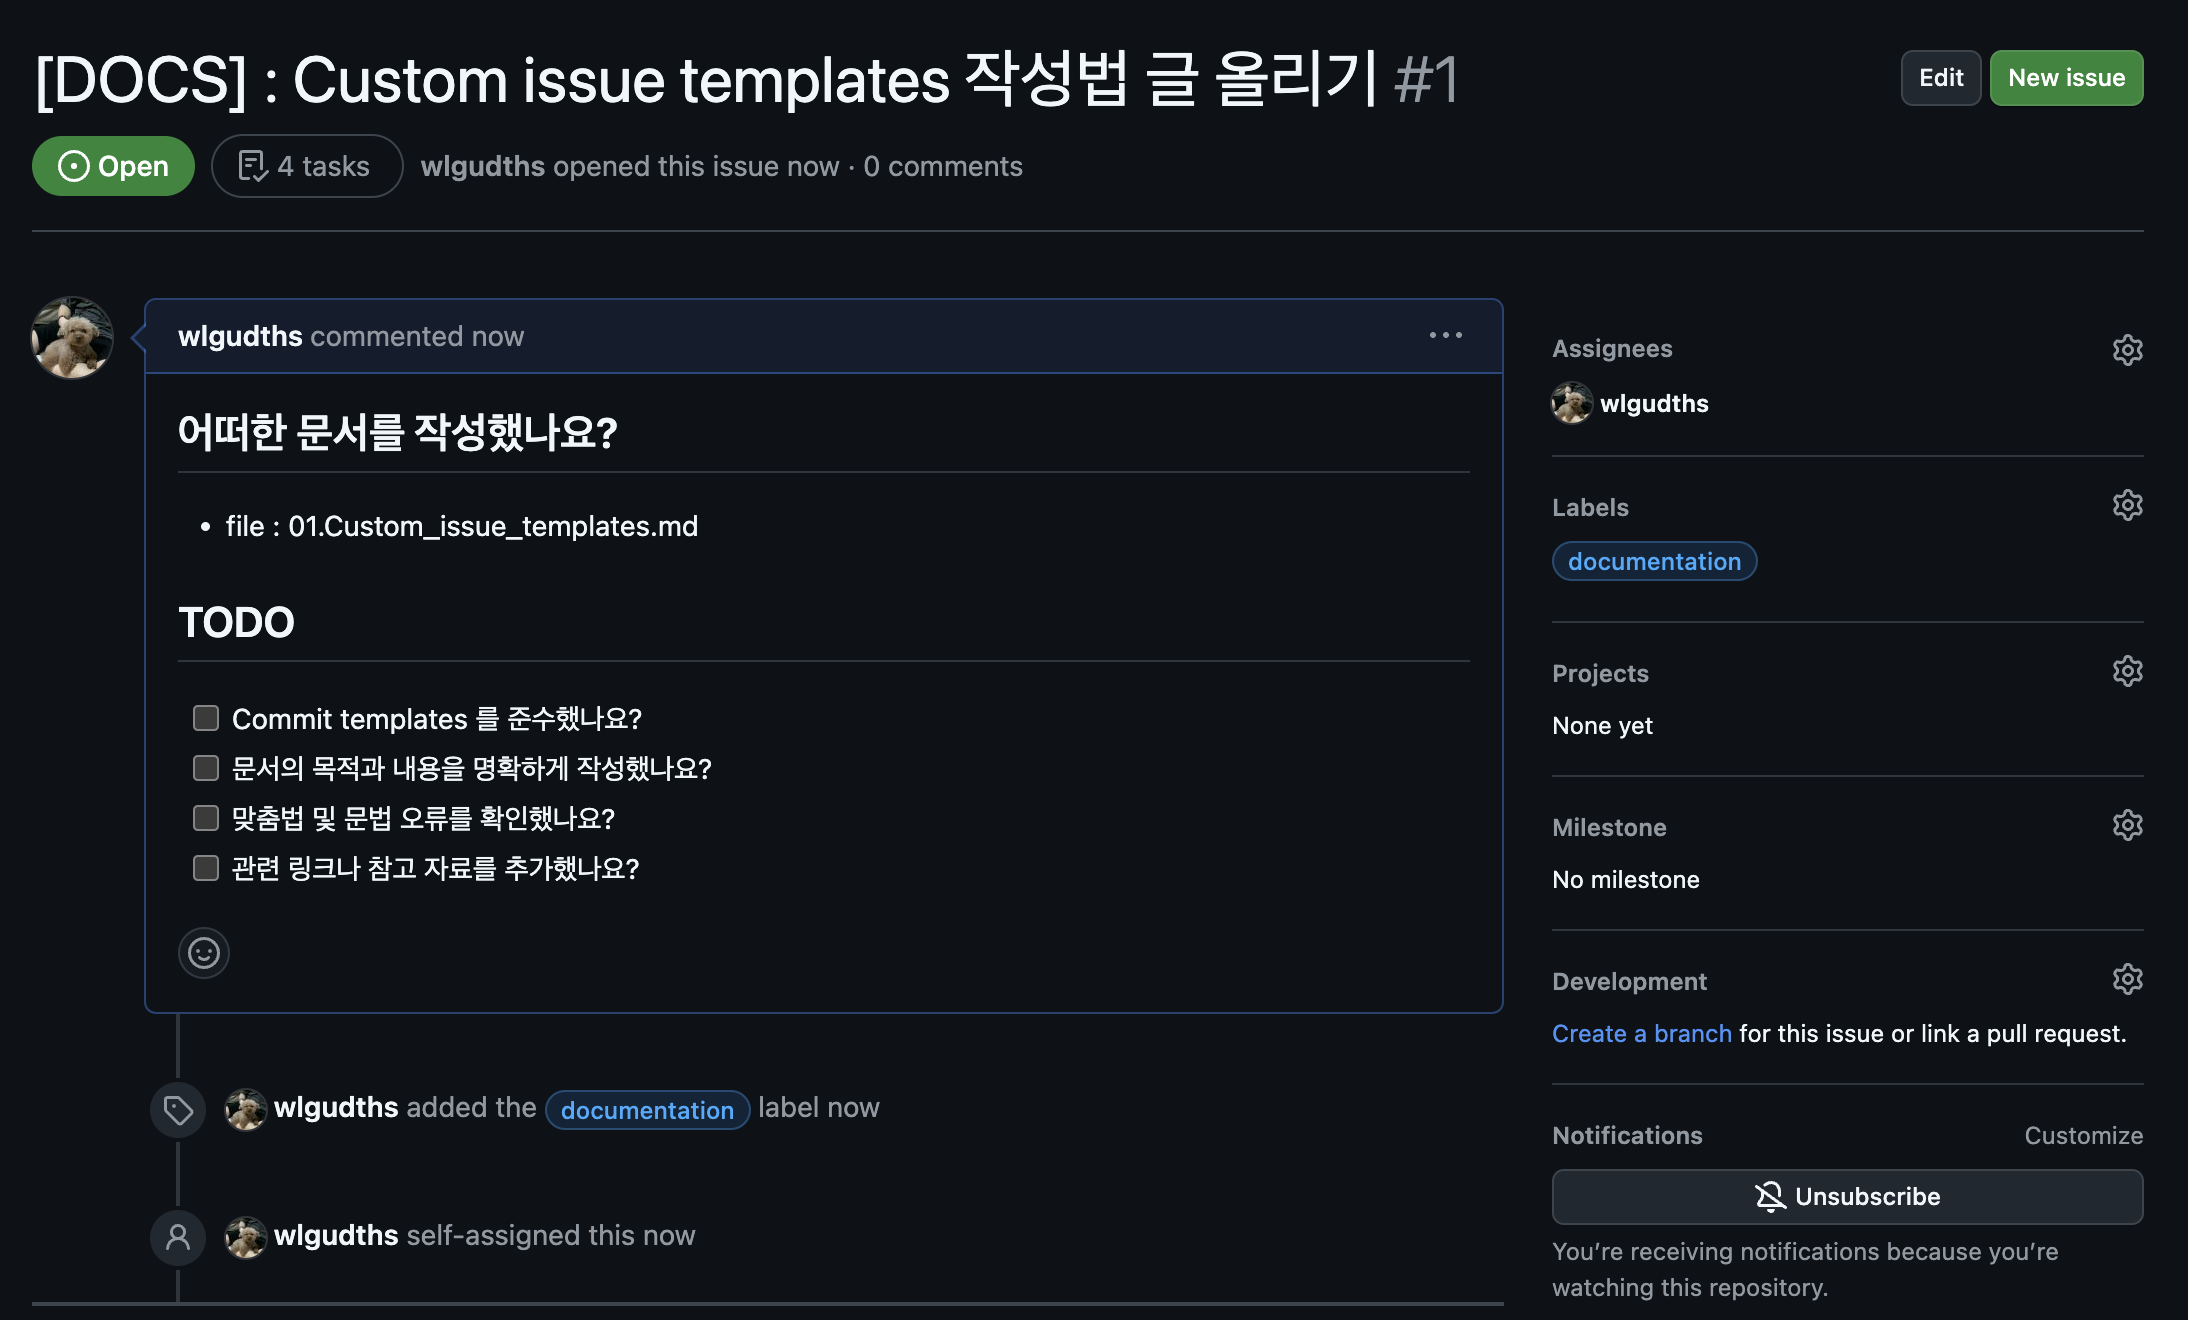 [DOCS] : Custom issue templates 작성법 글 올리기 #1
Edit
New issue
Open
4 tasks
wlgudths opened this issue now · 0 comments
wlgudths commented now
어떠한 문서를 작성했나요?
• file : 01.Custom_issue_templates.md
TODO
Commit templates 를 준수했나요?
문서의 목적과 내용을 명확하게 작성했나요?
맞춤법 및 문법 오류를 확인했나요?
관련 링크나 참고 자료를 추가했나요?
wlgudths added the documentation label now
wlgudths self-assigned this now
Assignees
wlgudths
Labels
documentation
Projects
None yet
Milestone
No milestone
Development
Create a branch for this issue or link a pull request.
Notifications
Customize
Unsubscribe
You’re receiving notifications because you’re
watching this repository.